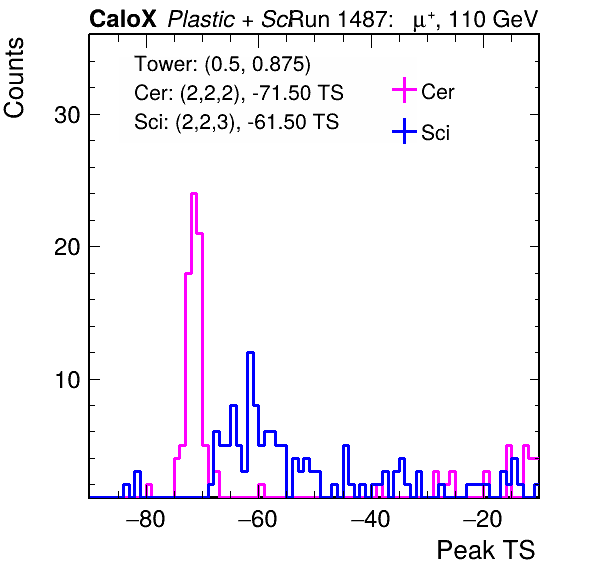 CaloX Plastic + SciRun 1487: μ⁺, 110 GeV
Counts
Tower: (0.5, 0.875)
Cer: (2,2,2), -71.50 TS
Sci: (2,2,3), -61.50 TS
Cer
Sci
30
20
10
−80 −60 −40 −20
Peak TS